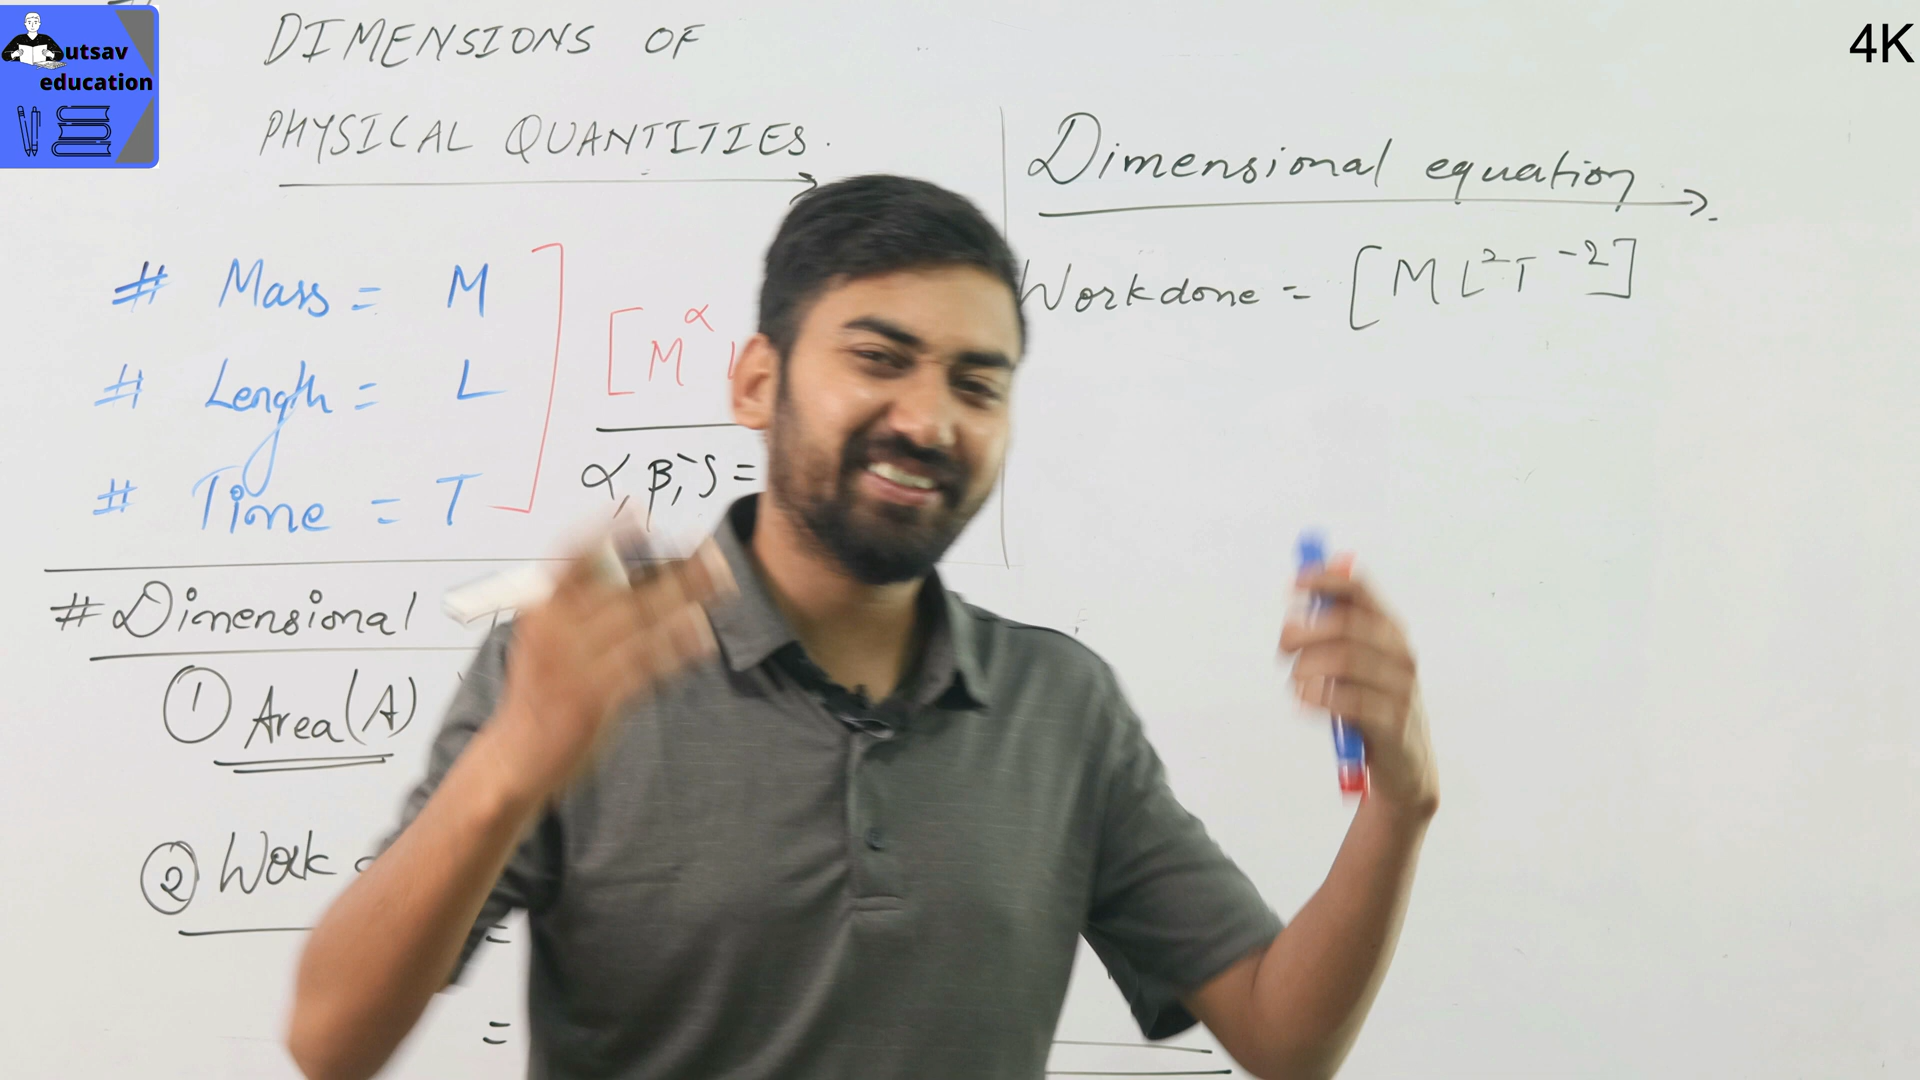 utsav
education
4K
DIMENSIONS OF
PHYSICAL QUANTITIES.
# Mass = M
# Length = L
# Time = T
[M^α
α, β, δ =
# Dimensional
① Area (A)
② Work
=
=
Dimensional equation
Workdone = [ML²T⁻²]